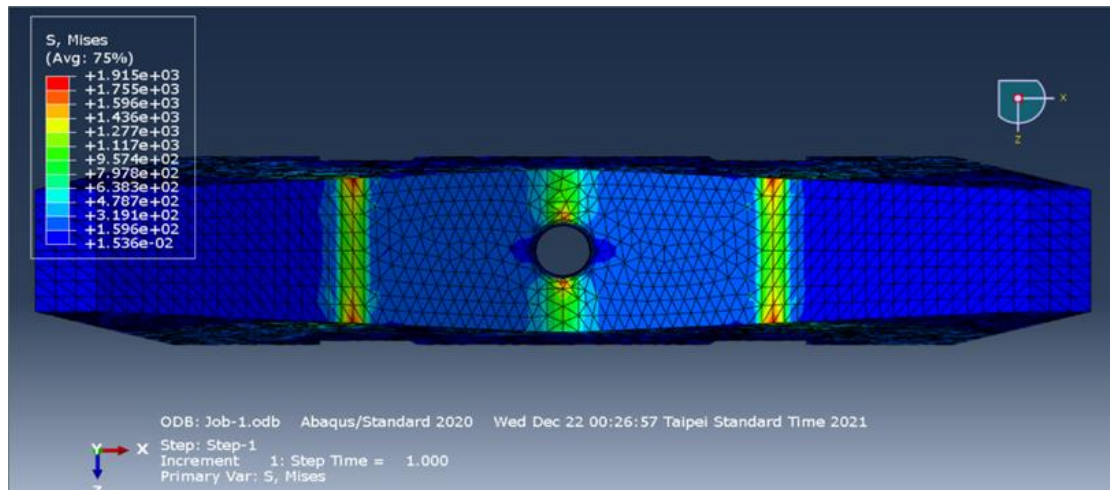 S, Mises
(Avg: 75%)
+1.915e+03
+1.755e+03
+1.596e+03
+1.436e+03
+1.277e+03
+1.117e+03
+9.574e+02
+7.978e+02
+6.383e+02
+4.787e+02
+3.191e+02
+1.596e+02
+1.536e-02
X
Z
ODB: Job-1.odb    Abaqus/Standard 2020    Wed Dec 22 00:26:57 Taipei Standard Time 2021
Y X
Z
Step: Step-1
Increment      1: Step Time =    1.000
Primary Var: S, Mises